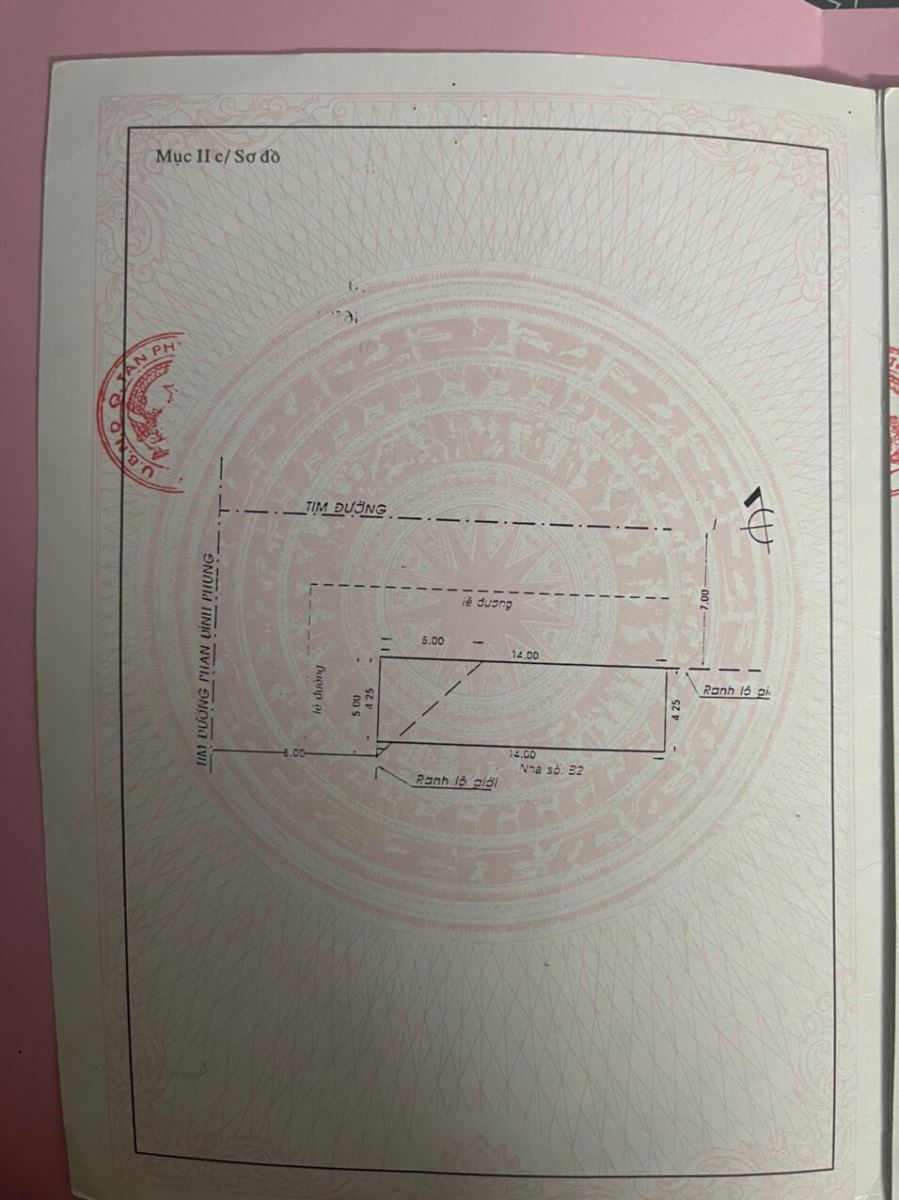 Mục II c/ Sơ đồ
U.B.N.D Q. TÂN PH
TIM ĐƯỜNG
TIM ĐƯỜNG PHAN ĐÌNH PHÙNG
lề đường
7.00
5.00
14.00
lề đường
5.00
4.25
4.25
Ranh lộ giới
6.00
14.00
Nhà số: B2
Ranh lộ giới